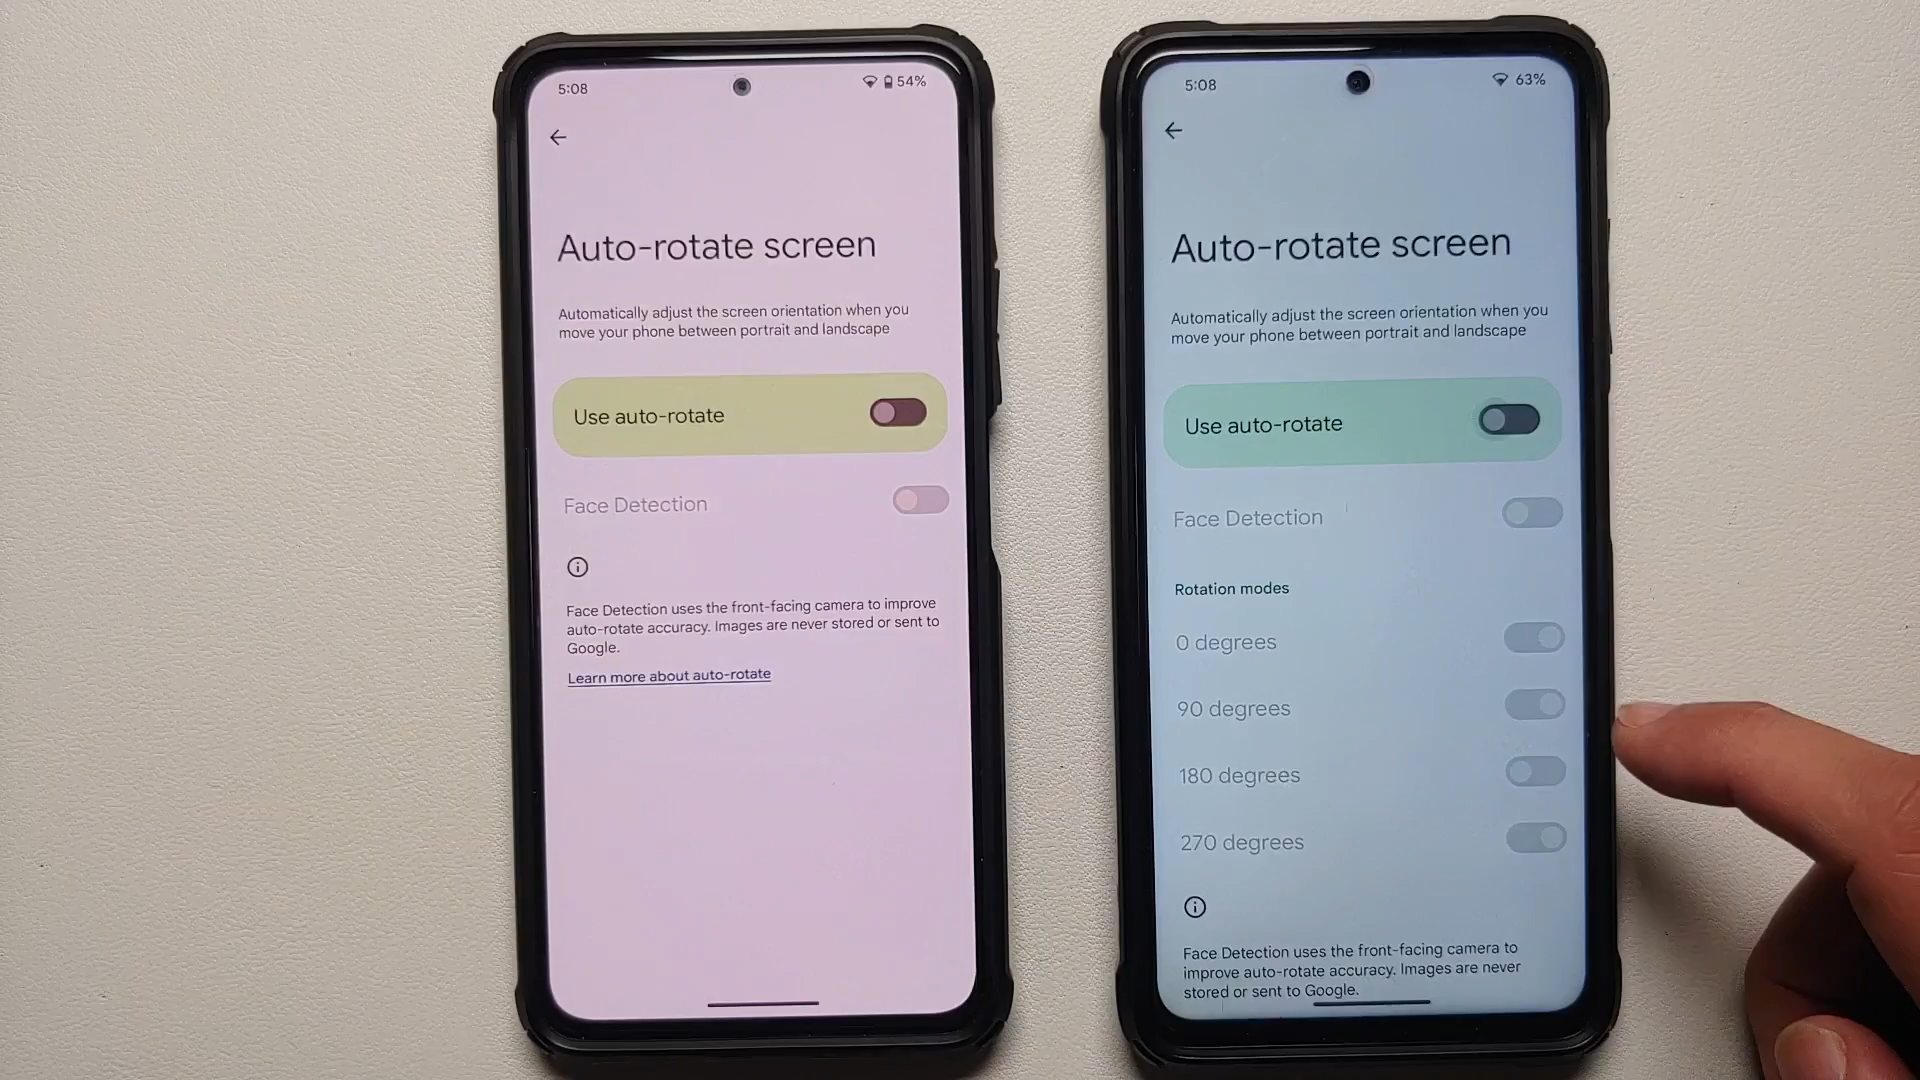 5:08
54%
Auto-rotate screen
Automatically adjust the screen orientation when you
move your phone between portrait and landscape
Use auto-rotate
Face Detection
Face Detection uses the front-facing camera to improve
auto-rotate accuracy. Images are never stored or sent to
Google.
Learn more about auto-rotate
5:08
63%
Auto-rotate screen
Automatically adjust the screen orientation when you
move your phone between portrait and landscape
Use auto-rotate
Face Detection
Rotation modes
0 degrees
90 degrees
180 degrees
270 degrees
Face Detection uses the front-facing camera to
improve auto-rotate accuracy. Images are never
stored or sent to Google.